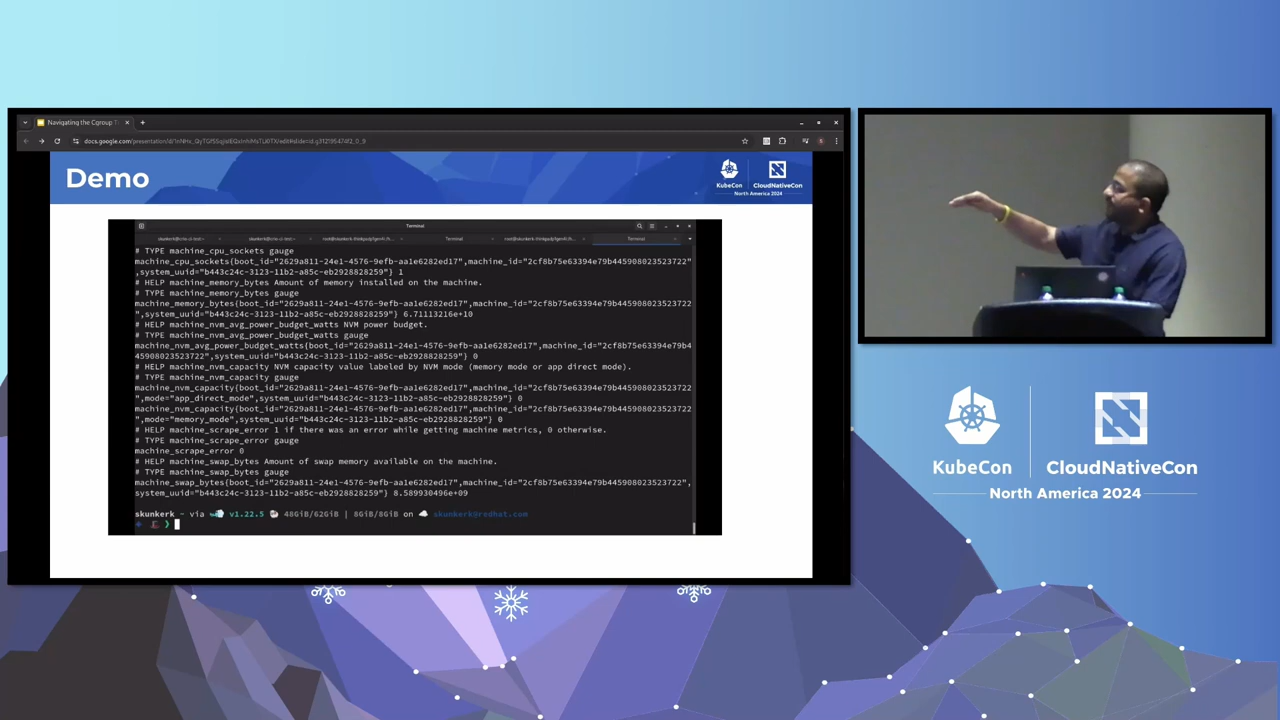 Navigating the Cgroup T
Demo
KubeCon
CloudNativeCon
North America 2024
Terminal
Terminal
Terminal
# TYPE machine_cpu_sockets gauge
machine_cpu_sockets{boot_id="2629a811-24e1-4576-9efb-aa1e6282ed17",machine_id="2cf8b75e63394e79b445908023523722"
,system_uuid="b443c24c-3123-11b2-a85c-eb2928828259"} 1
# HELP machine_memory_bytes Amount of memory installed on the machine.
# TYPE machine_memory_bytes gauge
machine_memory_bytes{boot_id="2629a811-24e1-4576-9efb-aa1e6282ed17",machine_id="2cf8b75e63394e79b445908023523722
",system_uuid="b443c24c-3123-11b2-a85c-eb2928828259"} 6.71113216e+10
# HELP machine_nvm_avg_power_budget_watts NVM power budget.
# TYPE machine_nvm_avg_power_budget_watts gauge
machine_nvm_avg_power_budget_watts{boot_id="2629a811-24e1-4576-9efb-aa1e6282ed17",machine_id="2cf8b75e63394e79b4
45908023523722",system_uuid="b443c24c-3123-11b2-a85c-eb2928828259"} 0
# HELP machine_nvm_capacity NVM capacity value labeled by NVM mode (memory mode or app direct mode).
# TYPE machine_nvm_capacity gauge
machine_nvm_capacity{boot_id="2629a811-24e1-4576-9efb-aa1e6282ed17",machine_id="2cf8b75e63394e79b445908023523722
",mode="app_direct_mode",system_uuid="b443c24c-3123-11b2-a85c-eb2928828259"} 0
machine_nvm_capacity{boot_id="2629a811-24e1-4576-9efb-aa1e6282ed17",machine_id="2cf8b75e63394e79b445908023523722
",mode="memory_mode",system_uuid="b443c24c-3123-11b2-a85c-eb2928828259"} 0
# HELP machine_scrape_error 1 if there was an error while getting machine metrics, 0 otherwise.
# TYPE machine_scrape_error gauge
machine_scrape_error 0
# HELP machine_swap_bytes Amount of swap memory available on the machine.
# TYPE machine_swap_bytes gauge
machine_swap_bytes{boot_id="2629a811-24e1-4576-9efb-aa1e6282ed17",machine_id="2cf8b75e63394e79b445908023523722",
system_uuid="b443c24c-3123-11b2-a85c-eb2928828259"} 8.589930496e+09
skunkerk ~ via v1.22.5 48GiB/62GiB | 8GiB/8GiB on skunkerk@redhat.com
KubeCon
CloudNativeCon
North America 2024